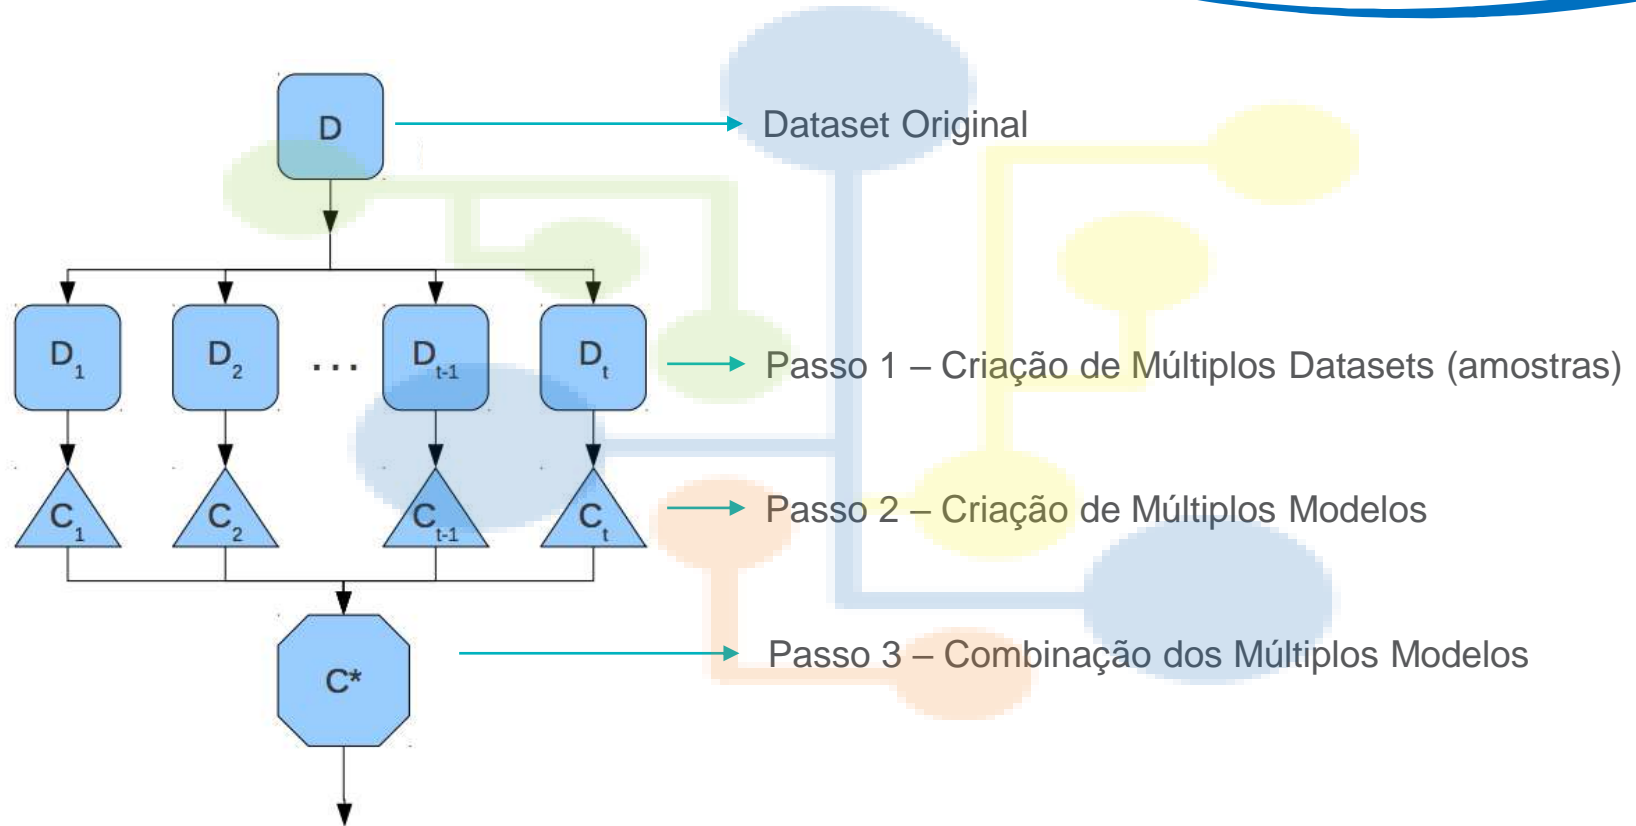 D
Dataset Original
D1 D2 ... Dt-1 Dt
Passo 1 – Criação de Múltiplos Datasets (amostras)
C1 C2 Ct-1 Ct
Passo 2 – Criação de Múltiplos Modelos
C*
Passo 3 – Combinação dos Múltiplos Modelos